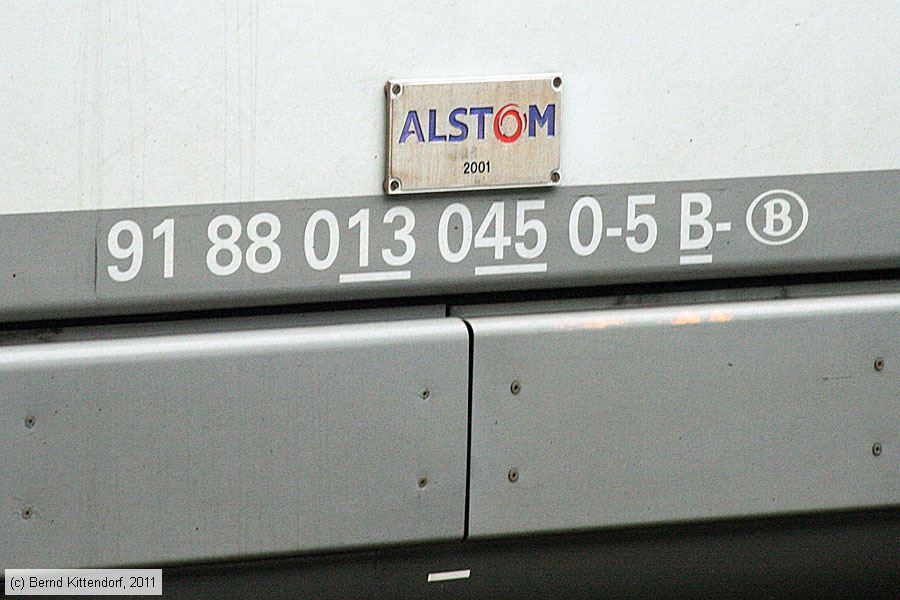 ALSTOM
2001
91 88 013 045 0-5 B- B
(c) Bernd Kittendorf, 2011